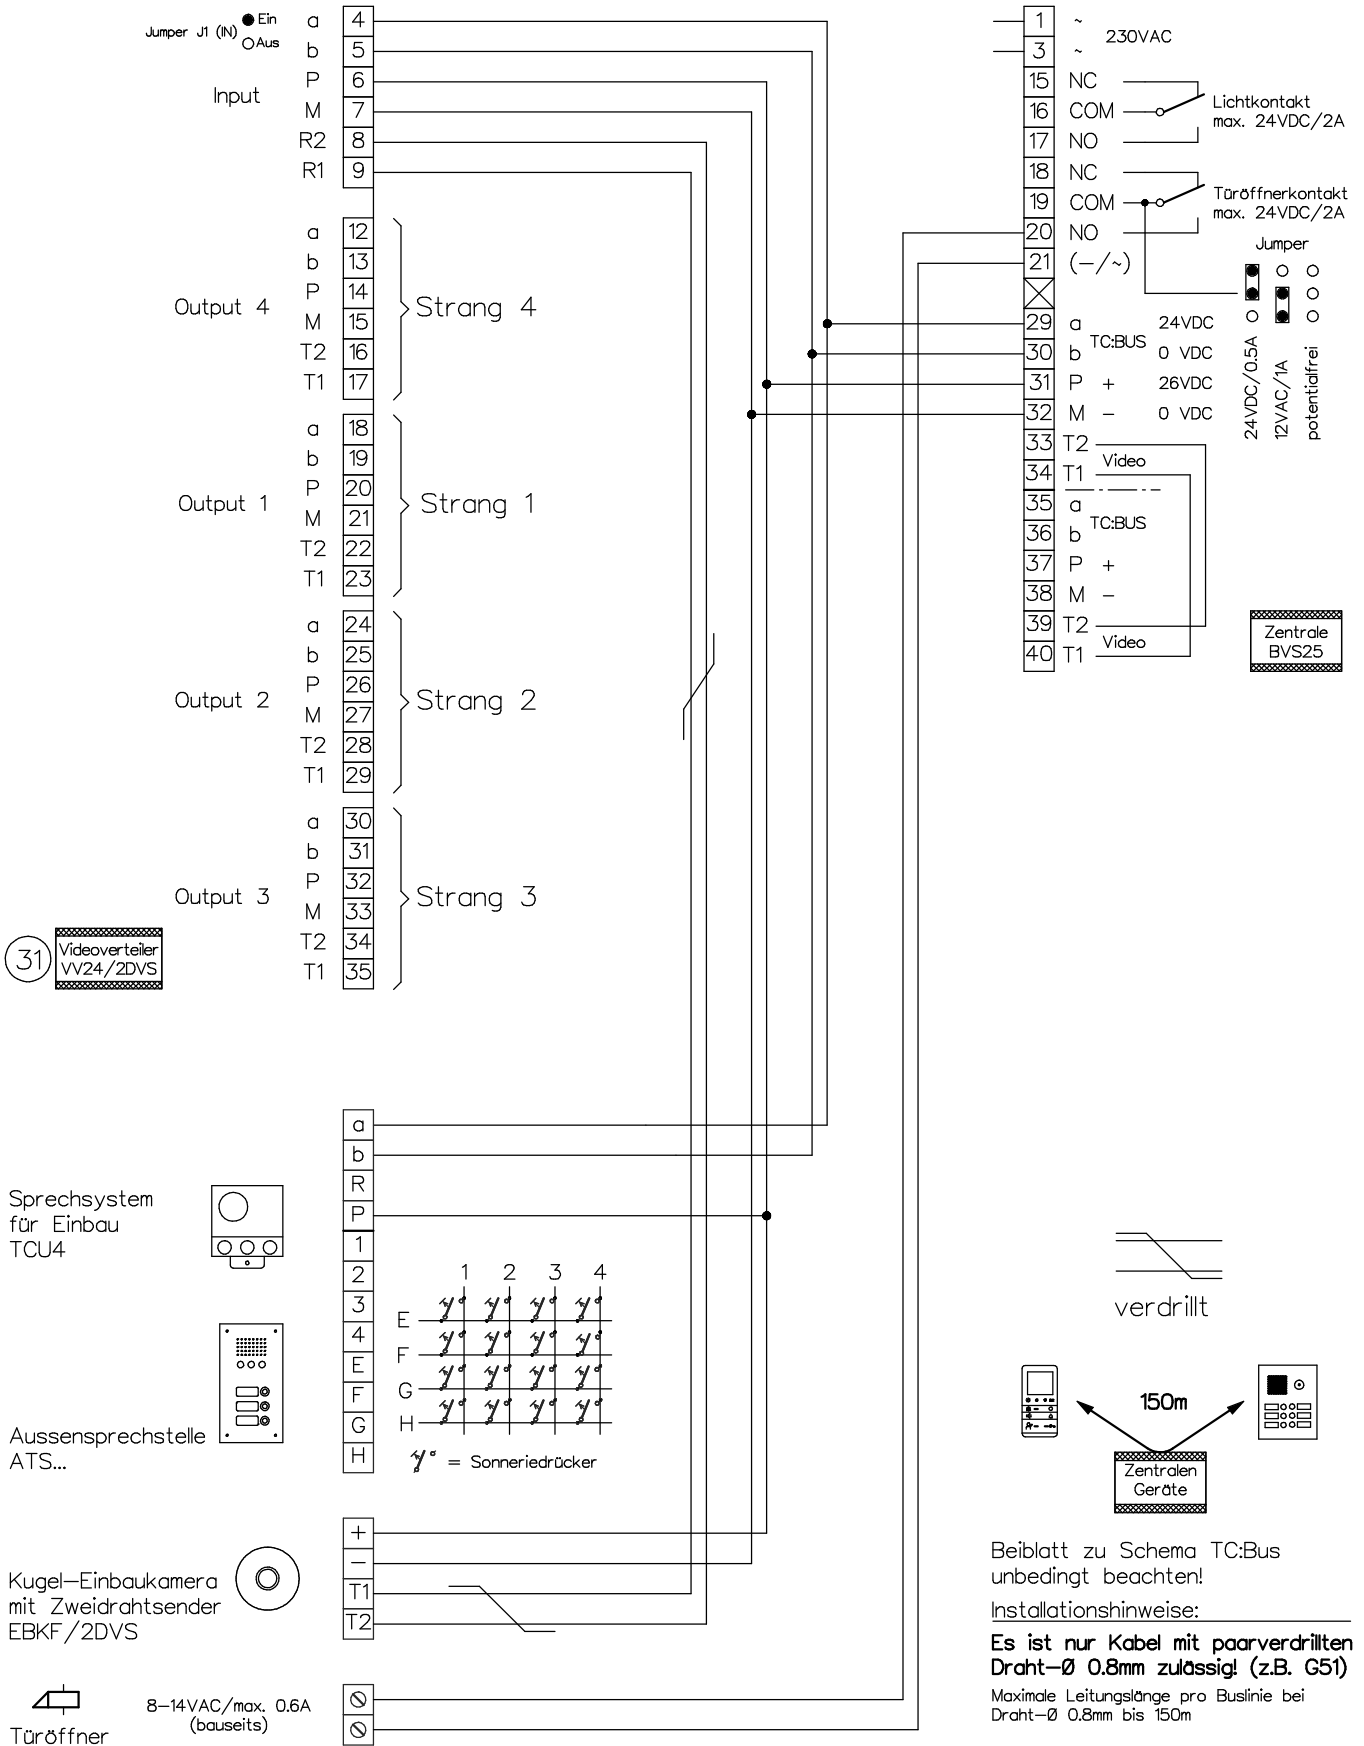 Jumper J1 (IN)
Ein
Aus
Input
a 4
b 5
P 6
M 7
R2 8
R1 9
Output 4
a 12
b 13
P 14
M 15
T2 16
T1 17
Strang 4
Output 1
a 18
b 19
P 20
M 21
T2 22
T1 23
Strang 1
Output 2
a 24
b 25
P 26
M 27
T2 28
T1 29
Strang 2
Output 3
a 30
b 31
P 32
M 33
T2 34
T1 35
Strang 3
31
Videoverteiler
VV24/2DVS
1 ~
3 ~
230VAC
15 NC
16 COM
17 NO
Lichtkontakt
max. 24VDC/2A
18 NC
19 COM
20 NO
Türöffnerkontakt
max. 24VDC/2A
21 (–/~)
Jumper
24VDC/0.5A
12VAC/1A
potentialfrei
29 a 24VDC
30 b 0 VDC
TC:BUS
31 P + 26VDC
32 M – 0 VDC
33 T2
34 T1
Video
35 a
36 b
TC:BUS
37 P +
38 M –
39 T2
40 T1
Video
Zentrale
BVS25
a
b
R
P
1
2
3
4
E
F
G
H
Sprechsystem
für Einbau
TCU4
Aussensprechstelle
ATS...
1 2 3 4
E
F
G
H
= Sonneriedrücker
+
–
T1
T2
Kugel–Einbaukamera
mit Zweidrahtsender
EBKF/2DVS
Türöffner
8–14VAC/max. 0.6A
(bauseits)
verdrillt
150m
Zentralen
Geräte
Beiblatt zu Schema TC:Bus
unbedingt beachten!
Installationshinweise:
Es ist nur Kabel mit paarverdrillten
Draht–Ø 0.8mm zulässig! (z.B. G51)
Maximale Leitungslänge pro Buslinie bei
Draht–Ø 0.8mm bis 150m